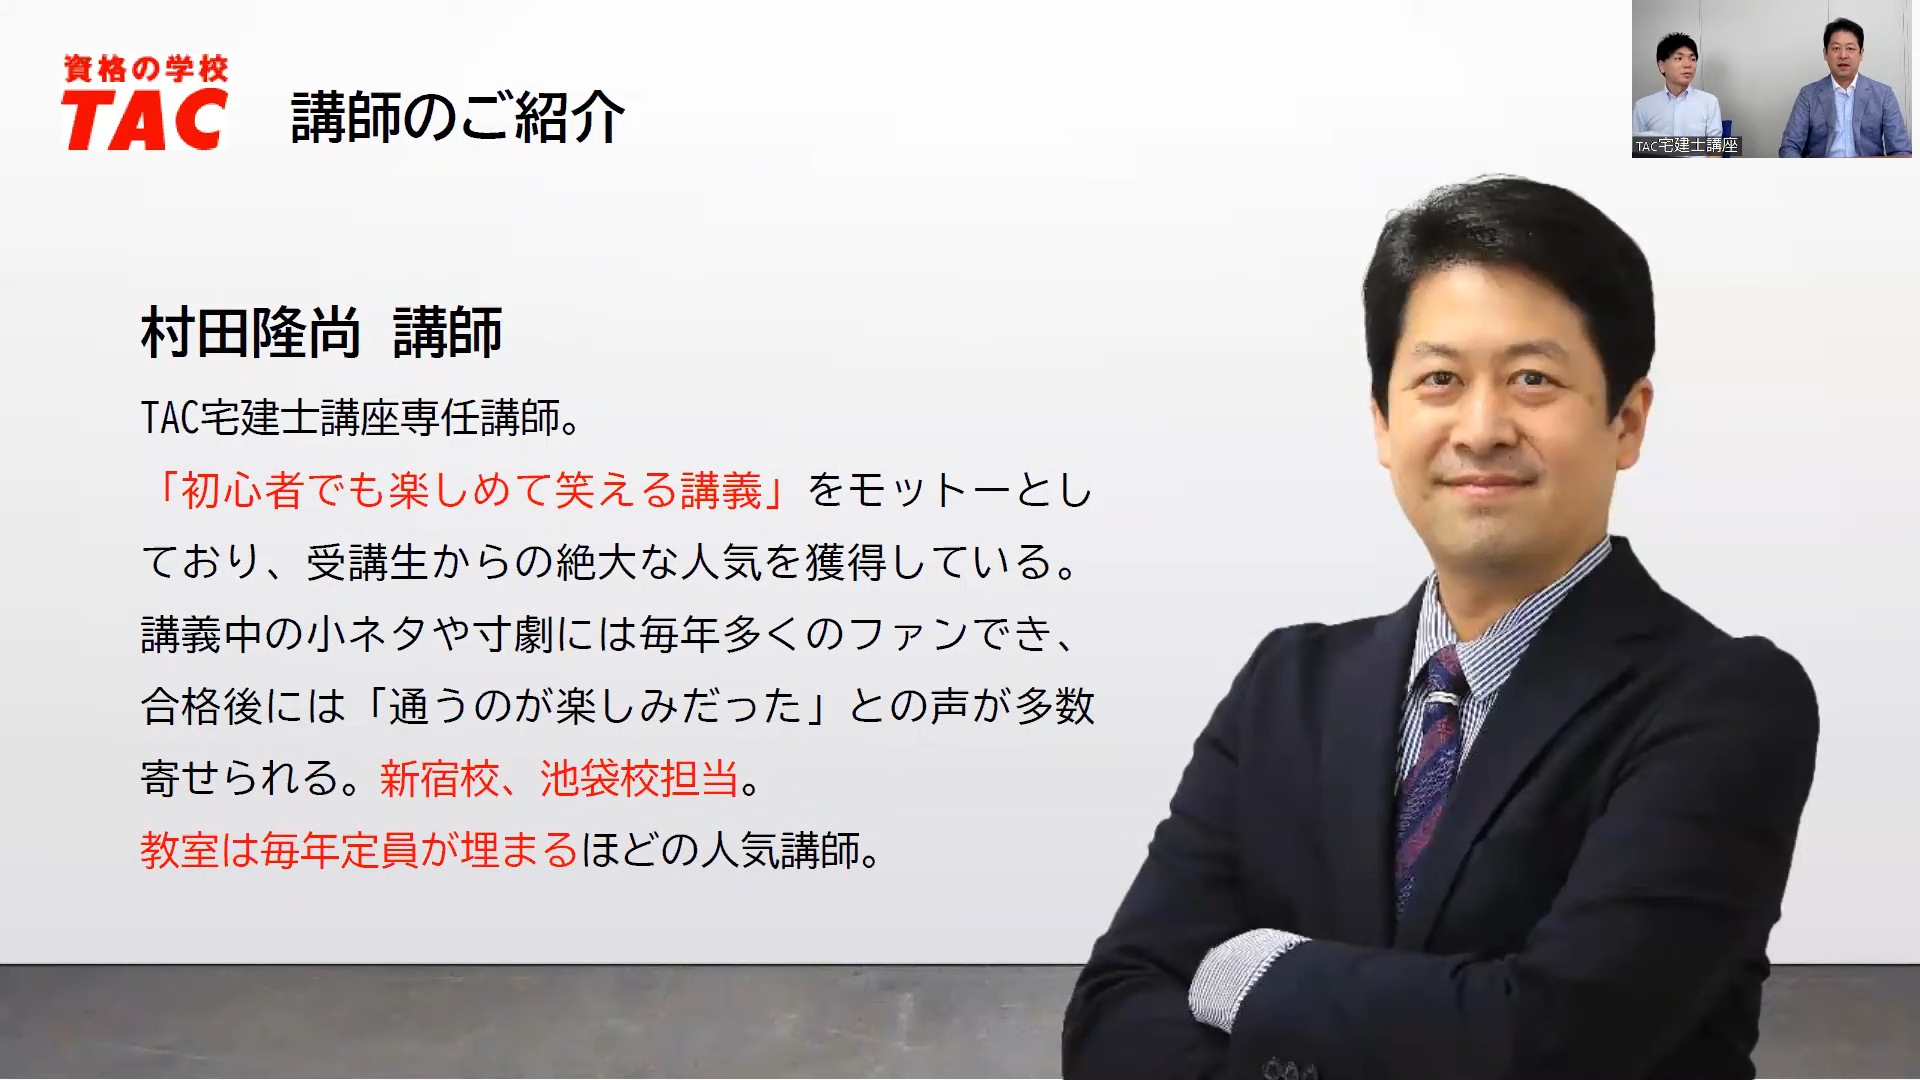 資格の学校
TAC
講師のご紹介
TAC宅建士講座
村田隆尚 講師
TAC宅建士講座専任講師。
「初心者でも楽しめて笑える講義」をモットーとし
ており、受講生からの絶大な人気を獲得している。
講義中の小ネタや寸劇には毎年多くのファンでき、
合格後には「通うのが楽しみだった」との声が多数
寄せられる。新宿校、池袋校担当。
教室は毎年定員が埋まるほどの人気講師。